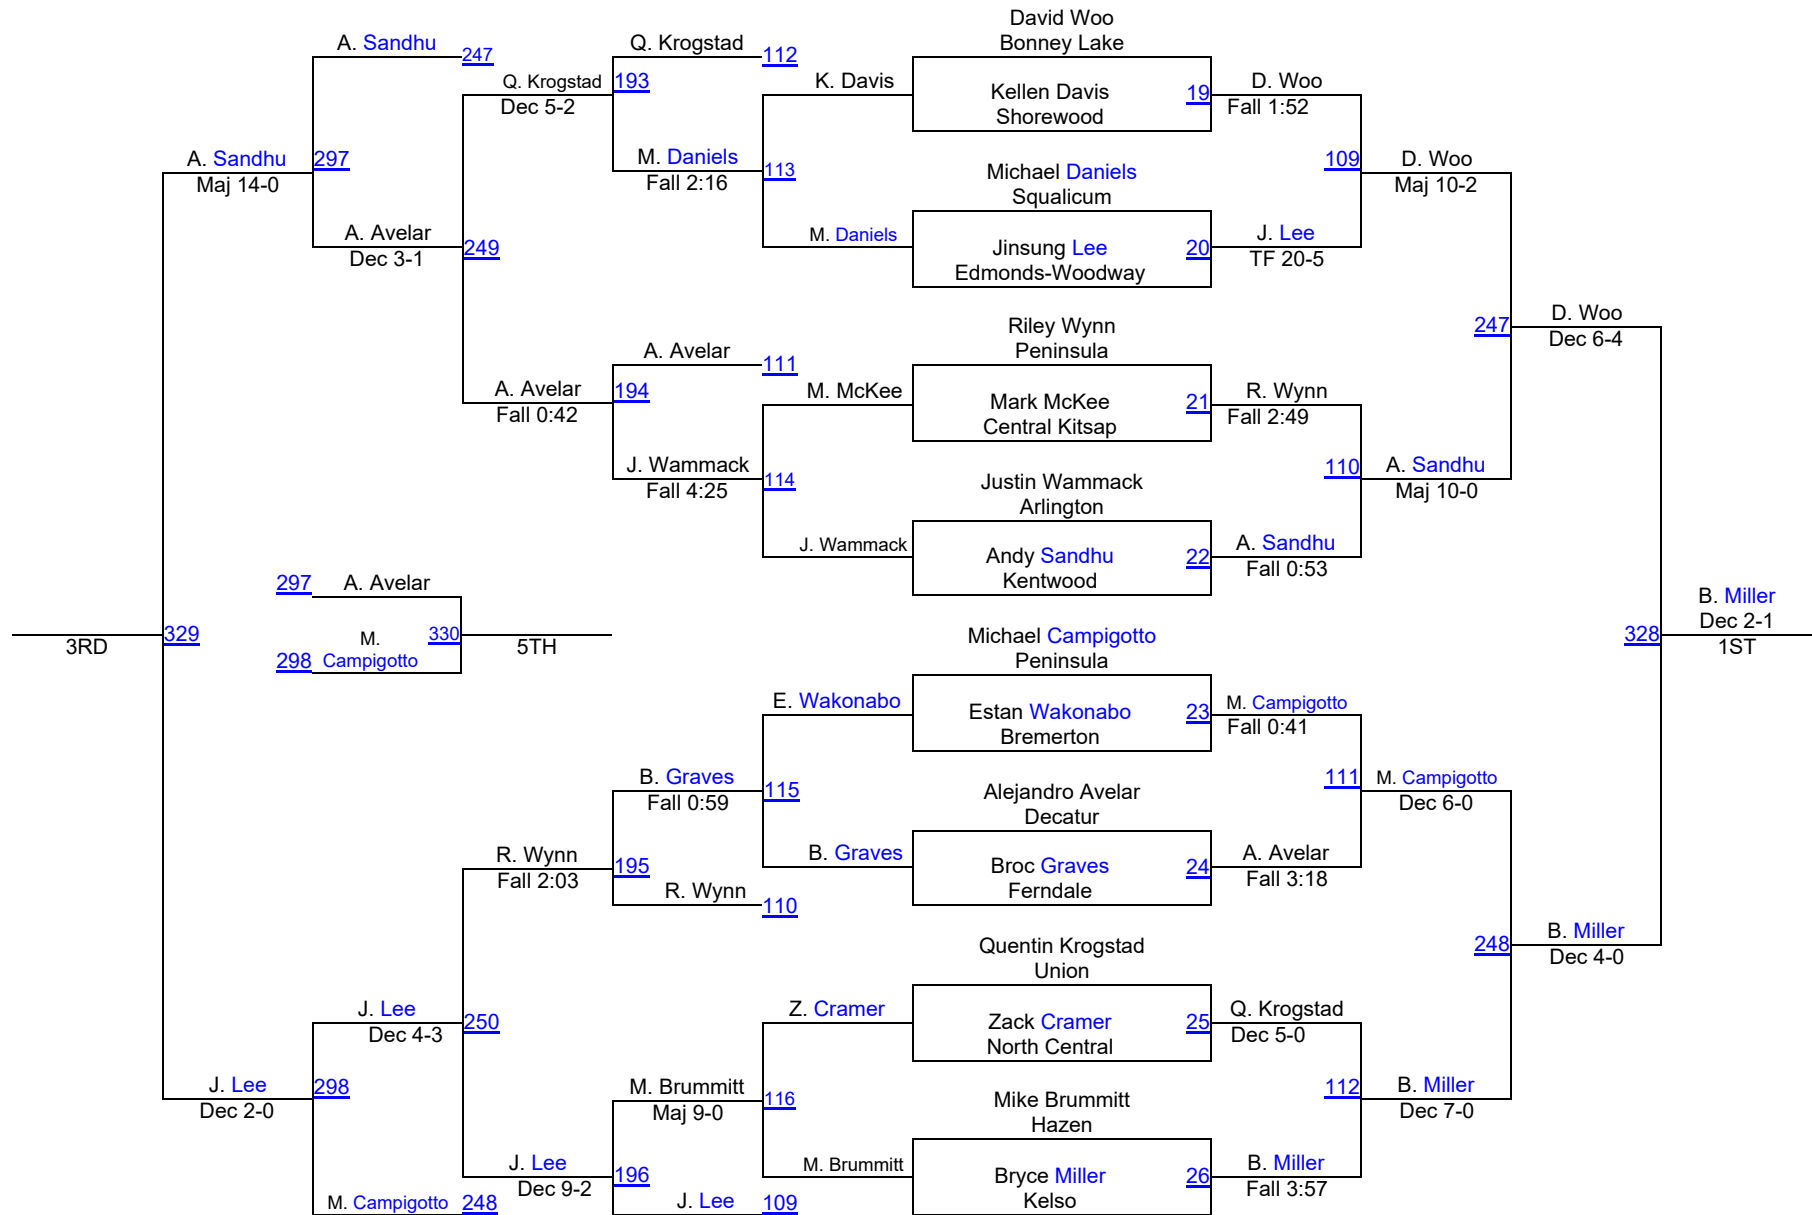 David Woo
A. Sandhu
247
Q. Krogstad
112
Bonney Lake
Q. Krogstad
193
K. Davis
Kellen Davis
19
D. Woo
Dec 5-2
Shorewood
Fall 1:52
A. Sandhu
297
M. Daniels
113
Michael Daniels
109
D. Woo
Maj 14-0
Fall 2:16
Squalicum
Maj 10-2
A. Avelar
249
M. Daniels
Jinsung Lee
20
J. Lee
Dec 3-1
Edmonds-Woodway
TF 20-5
Riley Wynn
247
D. Woo
A. Avelar
111
Peninsula
Dec 6-4
A. Avelar
194
M. McKee
Mark McKee
21
R. Wynn
Fall 0:42
Central Kitsap
Fall 2:49
J. Wammack
114
Justin Wammack
110
A. Sandhu
Fall 4:25
Arlington
Maj 10-0
J. Wammack
Andy Sandhu
22
A. Sandhu
Kentwood
Fall 0:53
297
A. Avelar
B. Miller
329
M.
330
Michael Campigotto
328
Dec 2-1
3RD
298
Campigotto
5TH
Peninsula
1ST
E. Wakonabo
Estan Wakonabo
23
M. Campigotto
Bremerton
Fall 0:41
B. Graves
115
Alejandro Avelar
111
M. Campigotto
Fall 0:59
Decatur
Dec 6-0
R. Wynn
195
B. Graves
Broc Graves
24
A. Avelar
Fall 2:03
R. Wynn
110
Ferndale
Fall 3:18
Quentin Krogstad
248
B. Miller
Union
Dec 4-0
J. Lee
250
Z. Cramer
Zack Cramer
25
Q. Krogstad
Dec 4-3
North Central
Dec 5-0
J. Lee
298
M. Brummitt
116
Mike Brummitt
112
B. Miller
Dec 2-0
Maj 9-0
Hazen
Dec 7-0
J. Lee
196
M. Brummitt
Bryce Miller
26
B. Miller
Dec 9-2
Kelso
Fall 3:57
M. Campigotto
248
J. Lee
109